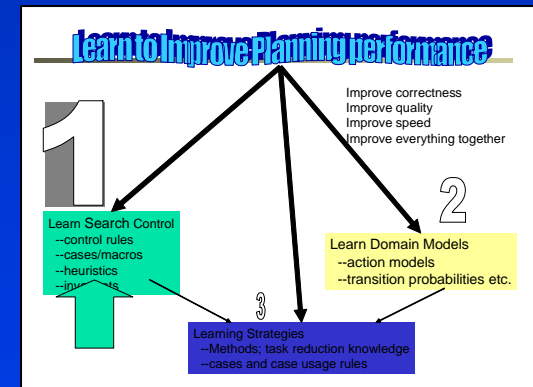 Learn to Improve Planning performance
Improve correctness
Improve quality
Improve speed
Improve everything together
1
2
Learn Search Control
--control rules
--cases/macros
--heuristics
Learn Domain Models
--action models
--transition probabilities etc.
3
Learning Strategies
--Methods; task reduction knowledge
--cases and case usage rules